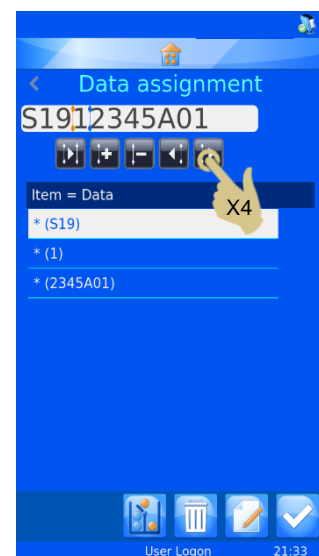 Data assignment
S1912345A01
X4
Item = Data
* (S19)
* (1)
* (2345A01)
User Logon 21:33